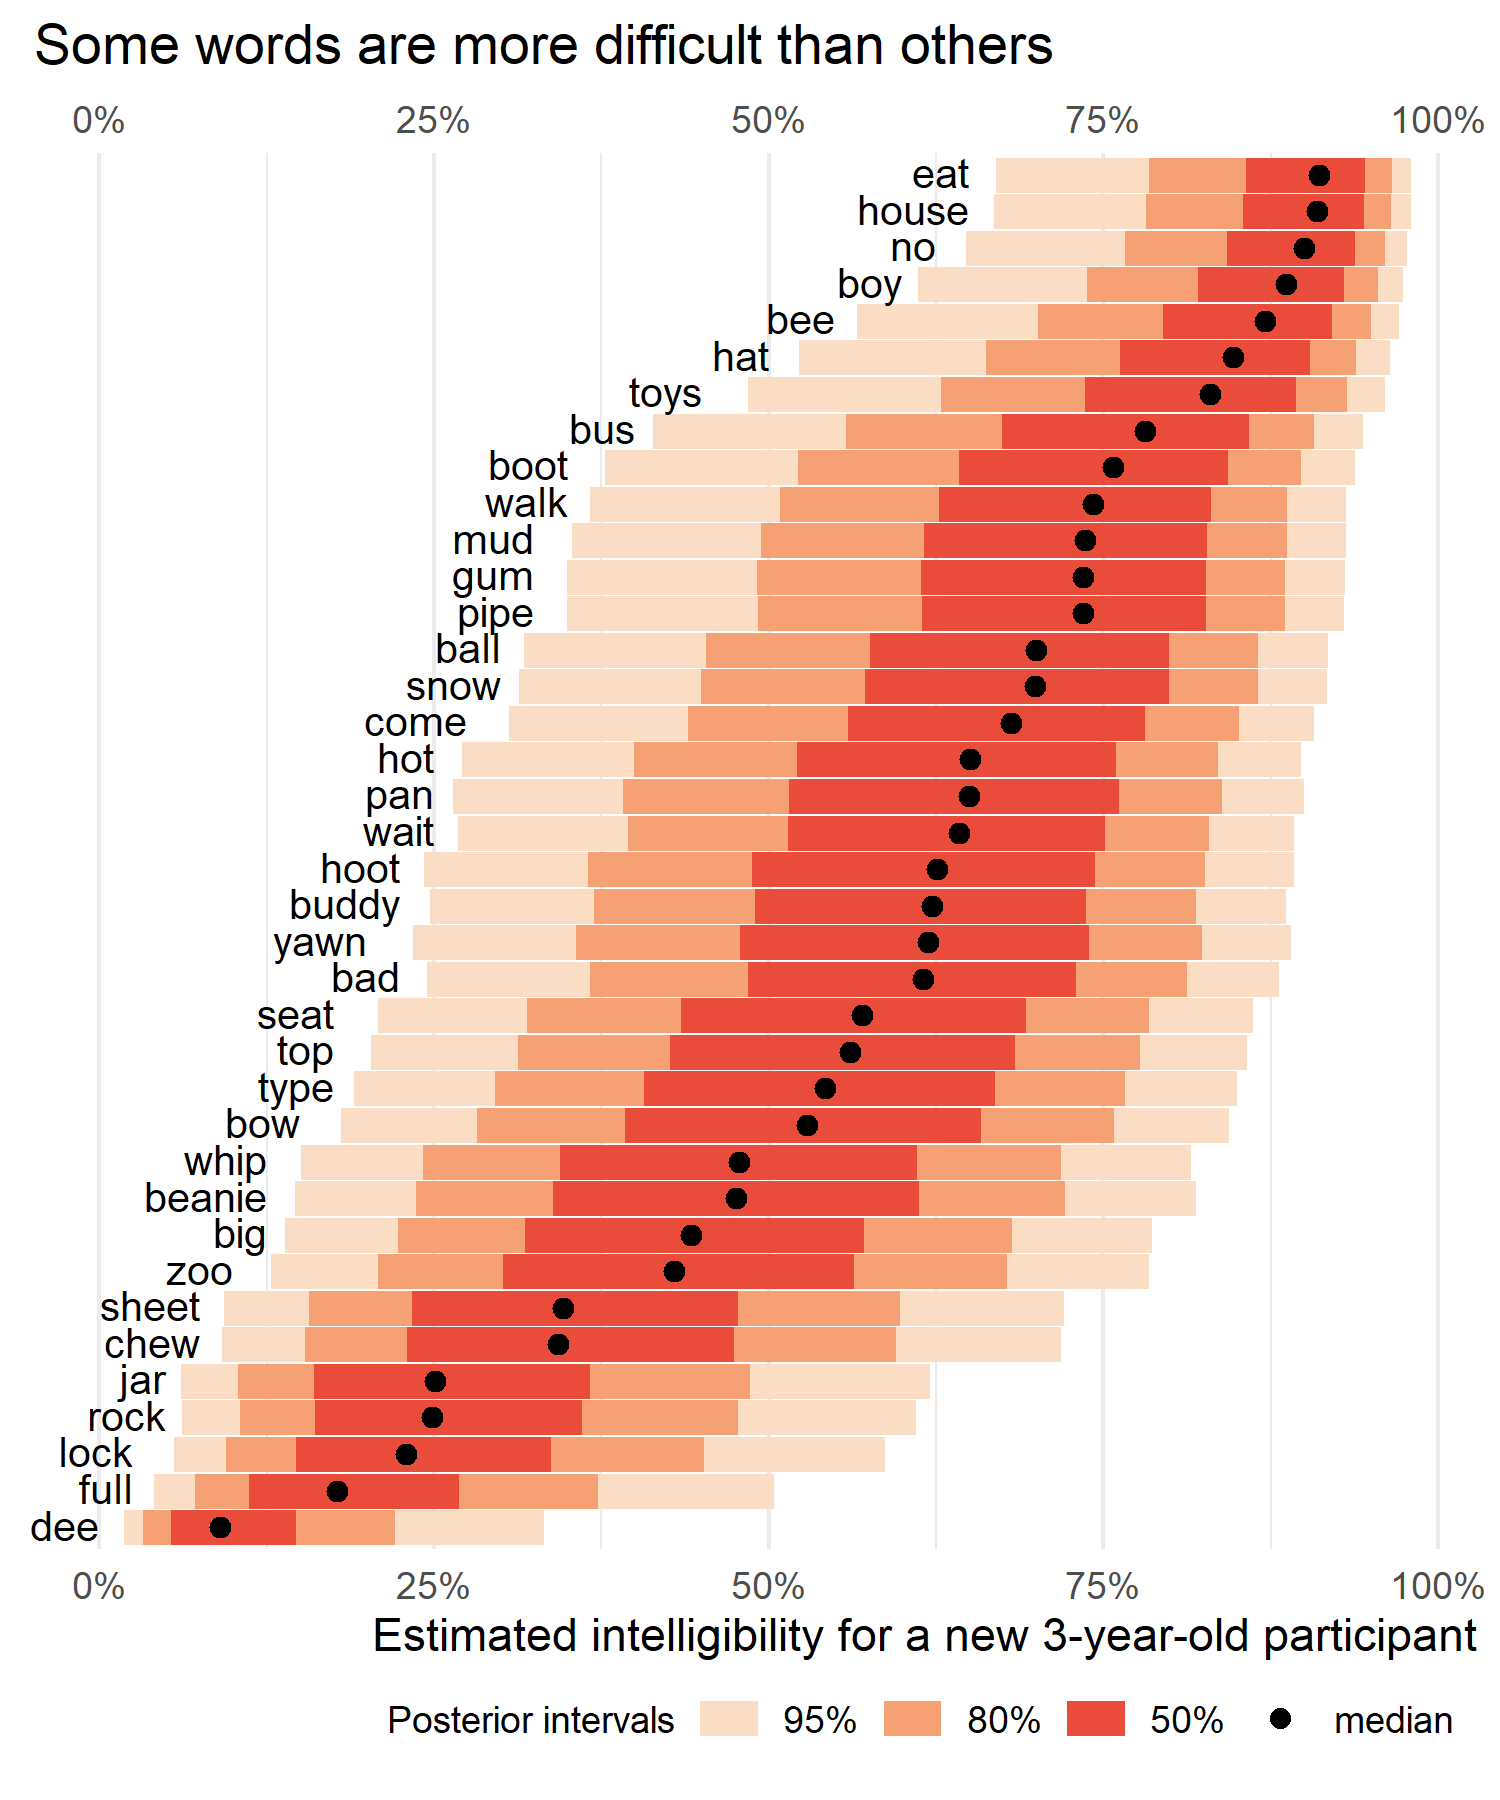 Some words are more difficult than others
0% 25% 50% 75% 100%
eat
house
no
boy
bee
hat
toys
bus
boot
walk
mud
gum
pipe
ball
snow
come
hot
pan
wait
hoot
buddy
yawn
bad
seat
top
type
bow
whip
beanie
big
zoo
sheet
chew
jar
rock
lock
full
dee
0% 25% 50% 75% 100%
Estimated intelligibility for a new 3-year-old participant
Posterior intervals 95% 80% 50% median